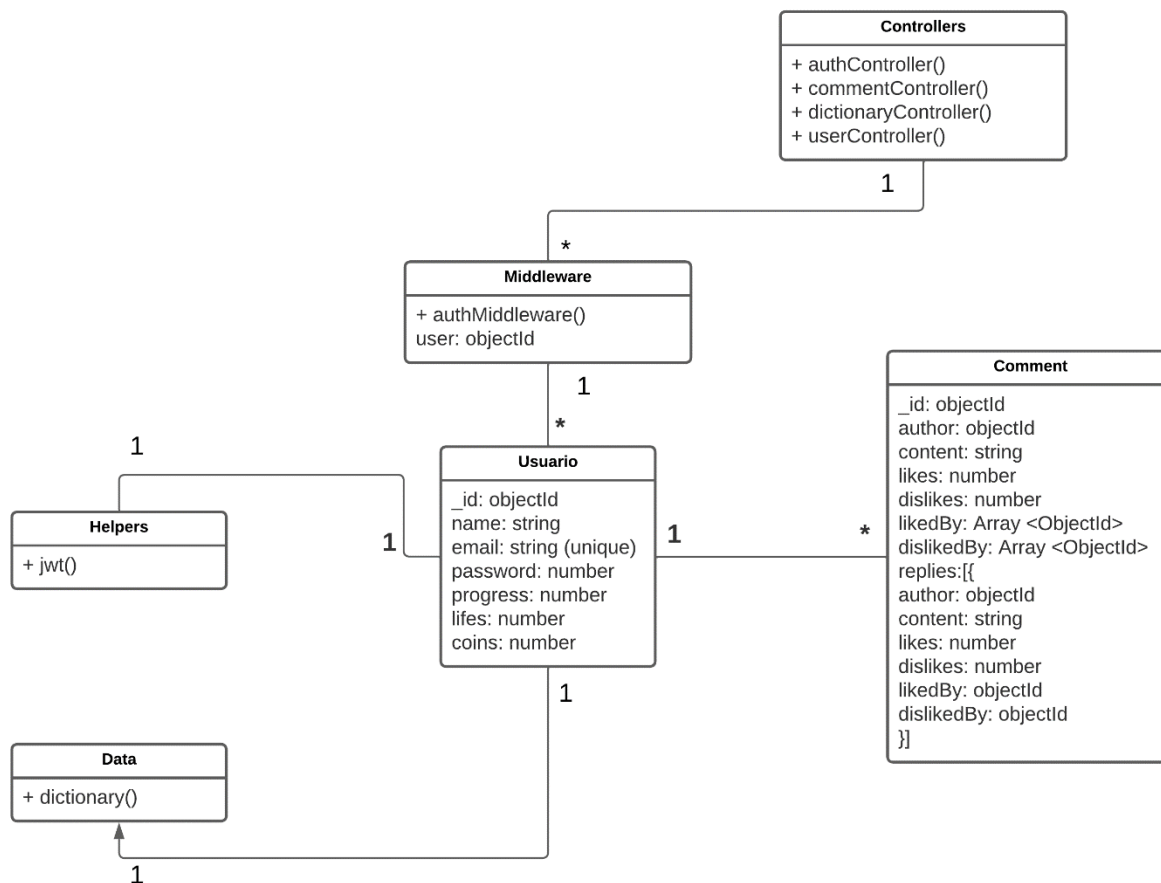 Controllers
+ authController()
+ commentController()
+ dictionaryController()
+ userController()
1
*
Middleware
+ authMiddleware()
user: objectId
1
*
Comment
_id: objectId
author: objectId
content: string
likes: number
dislikes: number
likedBy: Array <ObjectId>
dislikedBy: Array <ObjectId>
replies:[{
author: objectId
content: string
likes: number
dislikes: number
likedBy: objectId
dislikedBy: objectId
}]
1
Usuario
_id: objectId
name: string
email: string (unique)
password: number
progress: number
lifes: number
coins: number
1
*
1
Helpers
+ jwt()
1
Data
+ dictionary()
1